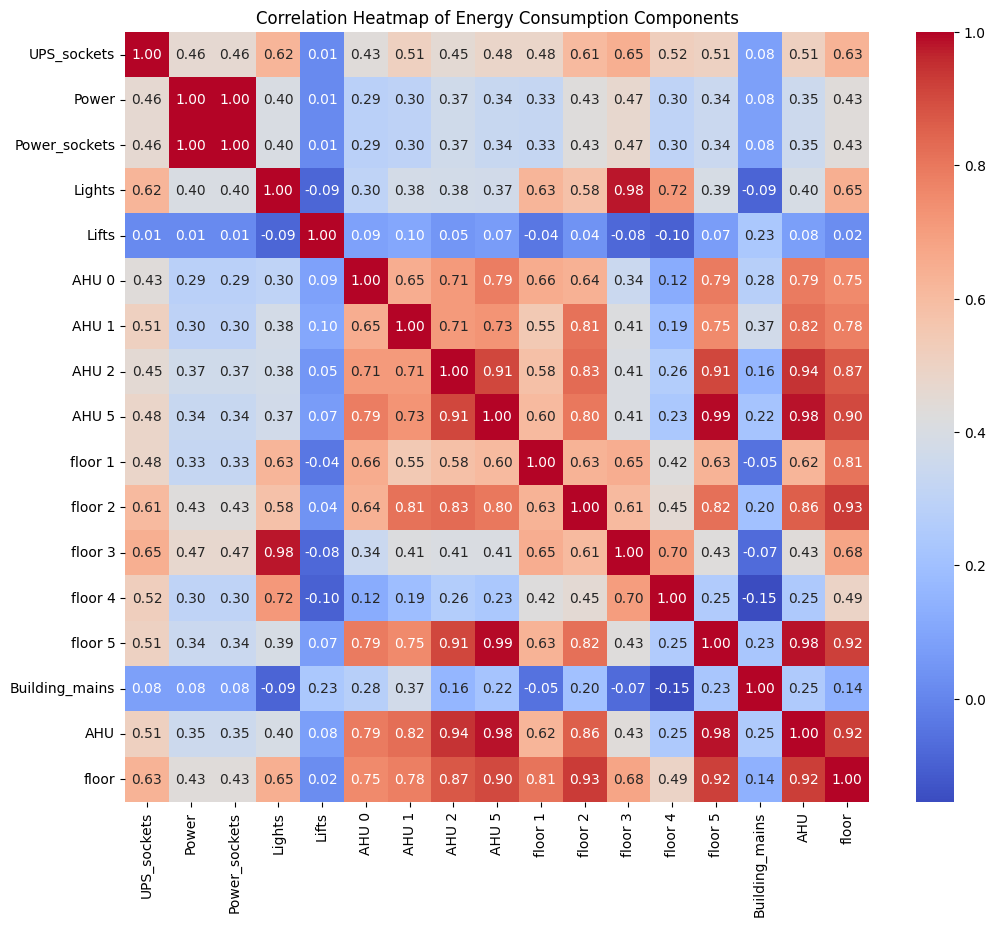 Correlation Heatmap of Energy Consumption Components
UPS_sockets 1.00 0.46 0.46 0.62 0.01 0.43 0.51 0.45 0.48 0.48 0.61 0.65 0.52 0.51 0.08 0.51 0.63
Power 0.46 1.00 1.00 0.40 0.01 0.29 0.30 0.37 0.34 0.33 0.43 0.47 0.30 0.34 0.08 0.35 0.43
Power_sockets 0.46 1.00 1.00 0.40 0.01 0.29 0.30 0.37 0.34 0.33 0.43 0.47 0.30 0.34 0.08 0.35 0.43
Lights 0.62 0.40 0.40 1.00 -0.09 0.30 0.38 0.38 0.37 0.63 0.58 0.98 0.72 0.39 -0.09 0.40 0.65
Lifts 0.01 0.01 0.01 -0.09 1.00 0.09 0.10 0.05 0.07 -0.04 0.04 -0.08 -0.10 0.07 0.23 0.08 0.02
AHU 0 0.43 0.29 0.29 0.30 0.09 1.00 0.65 0.71 0.79 0.66 0.64 0.34 0.12 0.79 0.28 0.79 0.75
AHU 1 0.51 0.30 0.30 0.38 0.10 0.65 1.00 0.71 0.73 0.55 0.81 0.41 0.19 0.75 0.37 0.82 0.78
AHU 2 0.45 0.37 0.37 0.38 0.05 0.71 0.71 1.00 0.91 0.58 0.83 0.41 0.26 0.91 0.16 0.94 0.87
AHU 5 0.48 0.34 0.34 0.37 0.07 0.79 0.73 0.91 1.00 0.60 0.80 0.41 0.23 0.99 0.22 0.98 0.90
floor 1 0.48 0.33 0.33 0.63 -0.04 0.66 0.55 0.58 0.60 1.00 0.63 0.65 0.42 0.63 -0.05 0.62 0.81
floor 2 0.61 0.43 0.43 0.58 0.04 0.64 0.81 0.83 0.80 0.63 1.00 0.61 0.45 0.82 0.20 0.86 0.93
floor 3 0.65 0.47 0.47 0.98 -0.08 0.34 0.41 0.41 0.41 0.65 0.61 1.00 0.70 0.43 -0.07 0.43 0.68
floor 4 0.52 0.30 0.30 0.72 -0.10 0.12 0.19 0.26 0.23 0.42 0.45 0.70 1.00 0.25 -0.15 0.25 0.49
floor 5 0.51 0.34 0.34 0.39 0.07 0.79 0.75 0.91 0.99 0.63 0.82 0.43 0.25 1.00 0.23 0.98 0.92
Building_mains 0.08 0.08 0.08 -0.09 0.23 0.28 0.37 0.16 0.22 -0.05 0.20 -0.07 -0.15 0.23 1.00 0.25 0.14
AHU 0.51 0.35 0.35 0.40 0.08 0.79 0.82 0.94 0.98 0.62 0.86 0.43 0.25 0.98 0.25 1.00 0.92
floor 0.63 0.43 0.43 0.65 0.02 0.75 0.78 0.87 0.90 0.81 0.93 0.68 0.49 0.92 0.14 0.92 1.00
UPS_sockets
Power
Power_sockets
Lights
Lifts
AHU 0
AHU 1
AHU 2
AHU 5
floor 1
floor 2
floor 3
floor 4
floor 5
Building_mains
AHU
floor
1.0
0.8
0.6
0.4
0.2
0.0